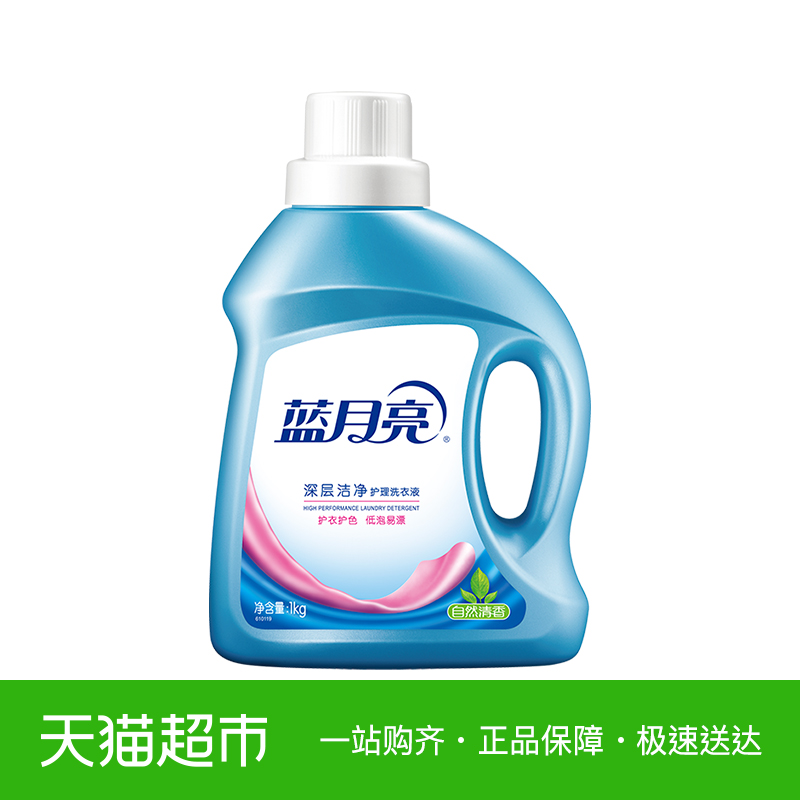 蓝月亮®
深层洁净 护理洗衣液
HIGH PERFORMANCE LAUNDRY DETERGENT
护衣护色 低泡易漂
自然清香
净含量:1kg
610119
天猫超市 一站购齐·正品保障·极速送达